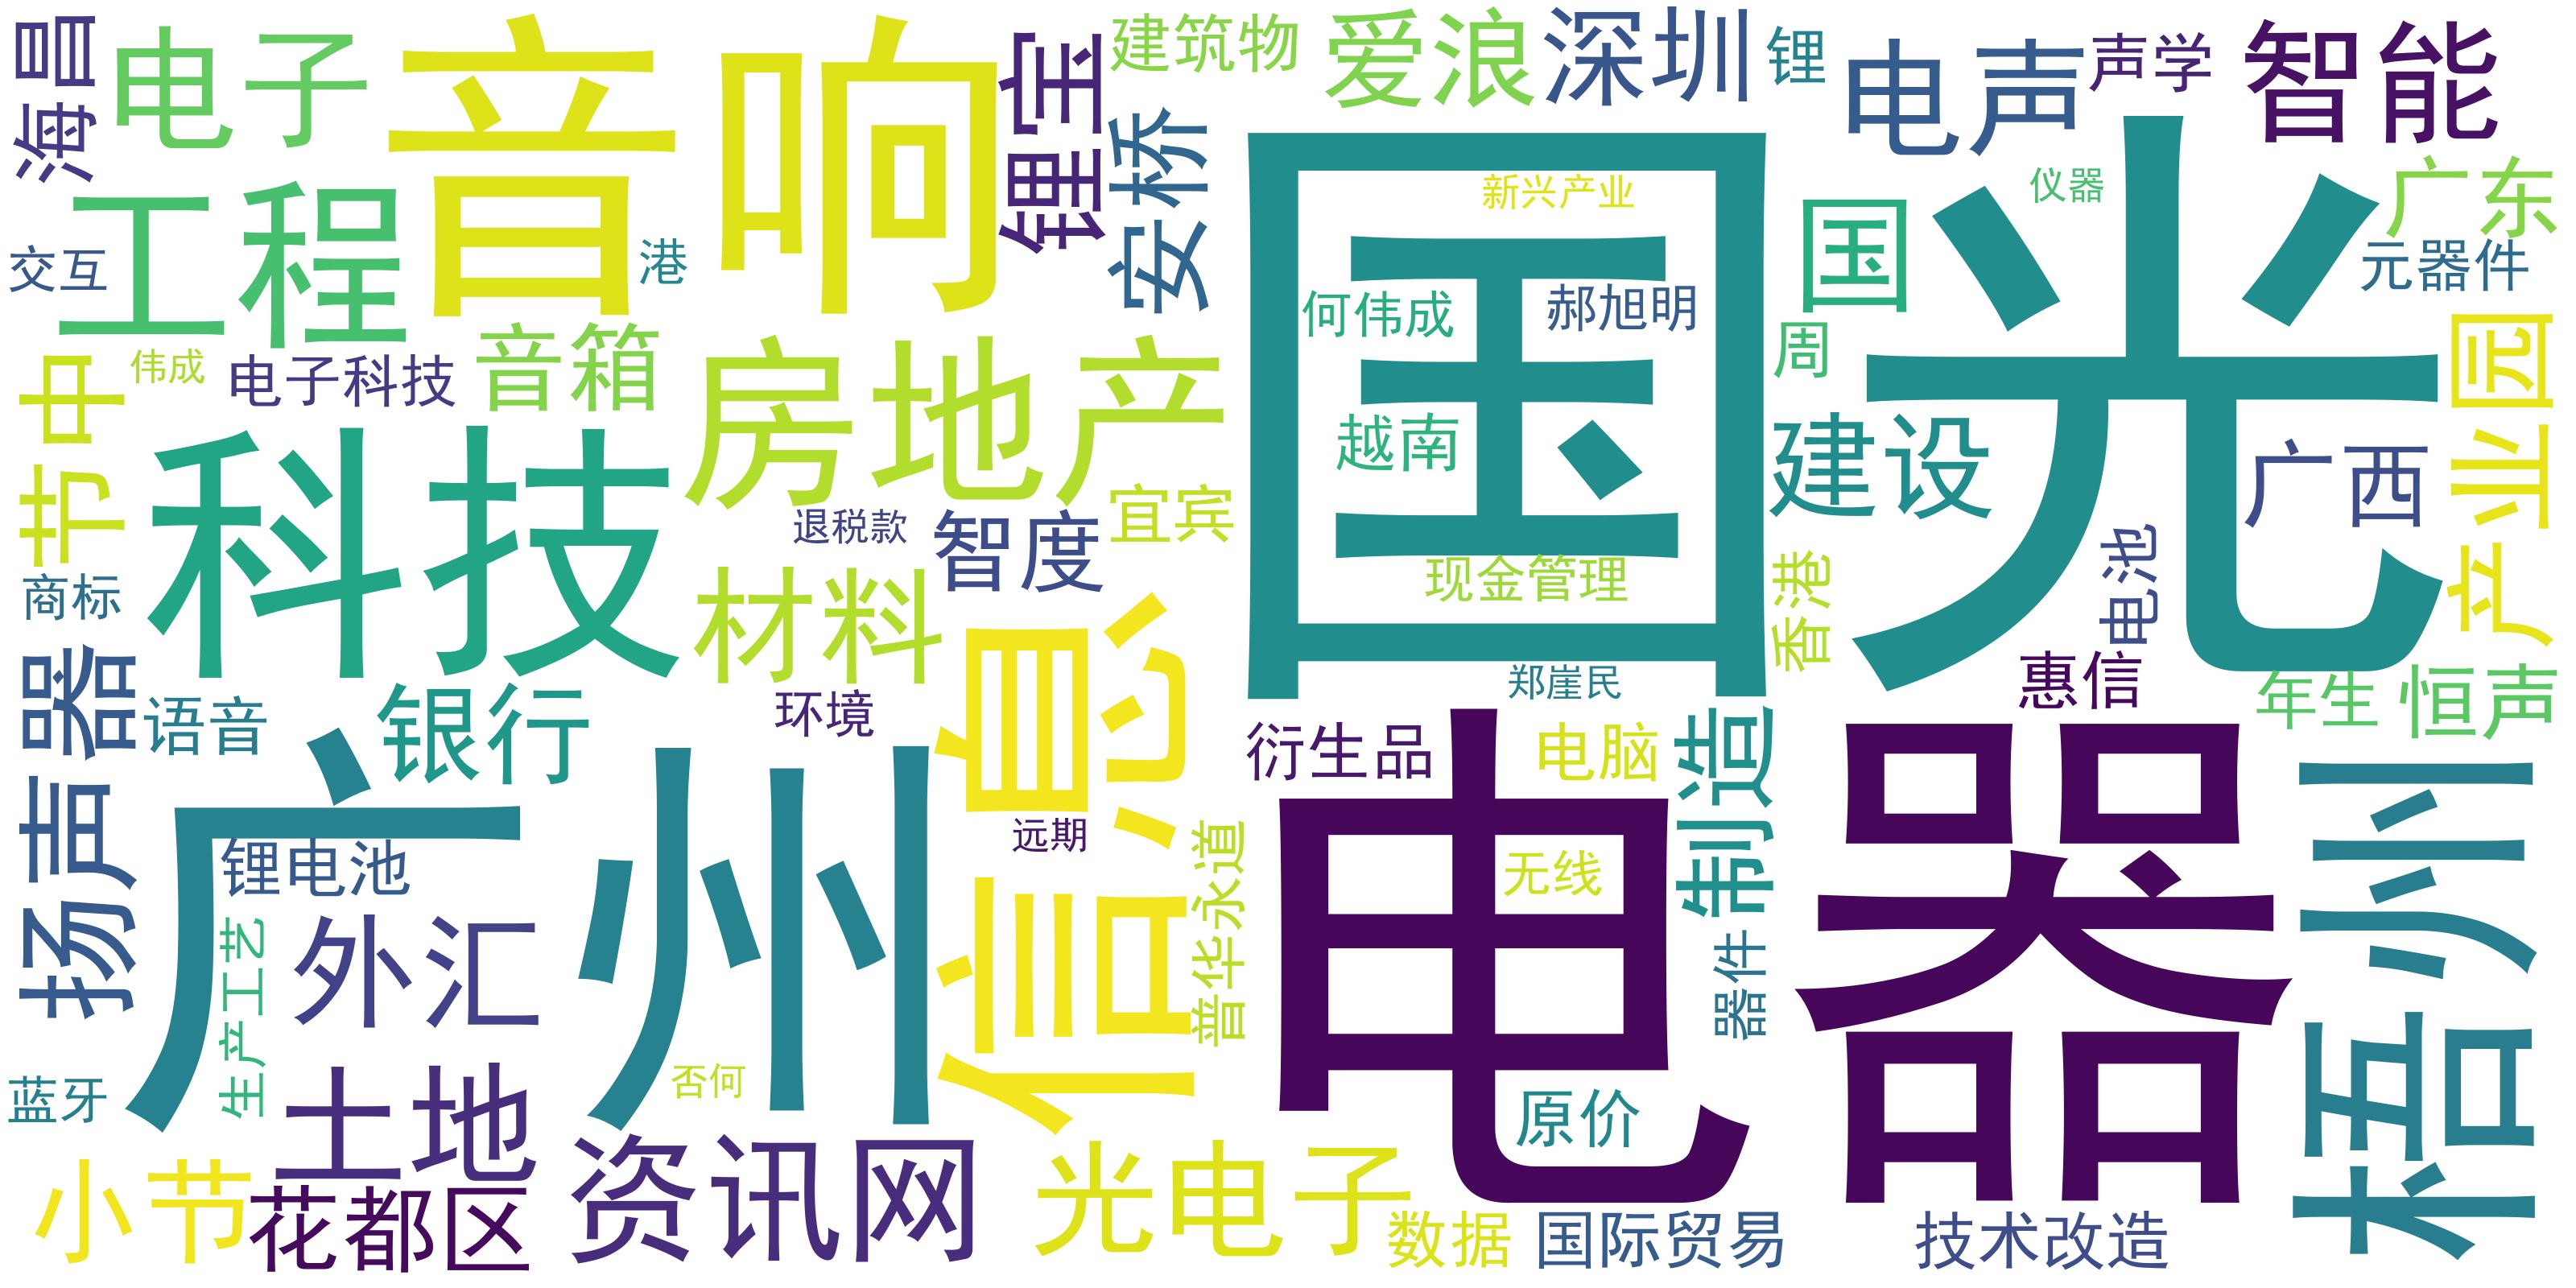 海昌
电子
音响
锂宝
建筑物
爱浪
深圳
锂
电声
声学
智能
安桥
国光
新兴产业
仪器
广东
工程
国
元器件
交互
港
何伟成
郝旭明
周
产业园
节中
伟成
电子科技
音箱
房地产
越南
建设
广西
科技
退税款
智度
宜宾
现金管理
香港
电池
商标
材料
信息
郑崖民
惠信
年生
恒声
扬声器
语音
银行
环境
衍生品
电脑
制造
梧州
广州
远期
普华永道
电器
无线
锂电池
生产工艺
外汇
器件
蓝牙
土地
否何
原价
小节
花都区
资讯网
光电子
数据
国际贸易
技术改造